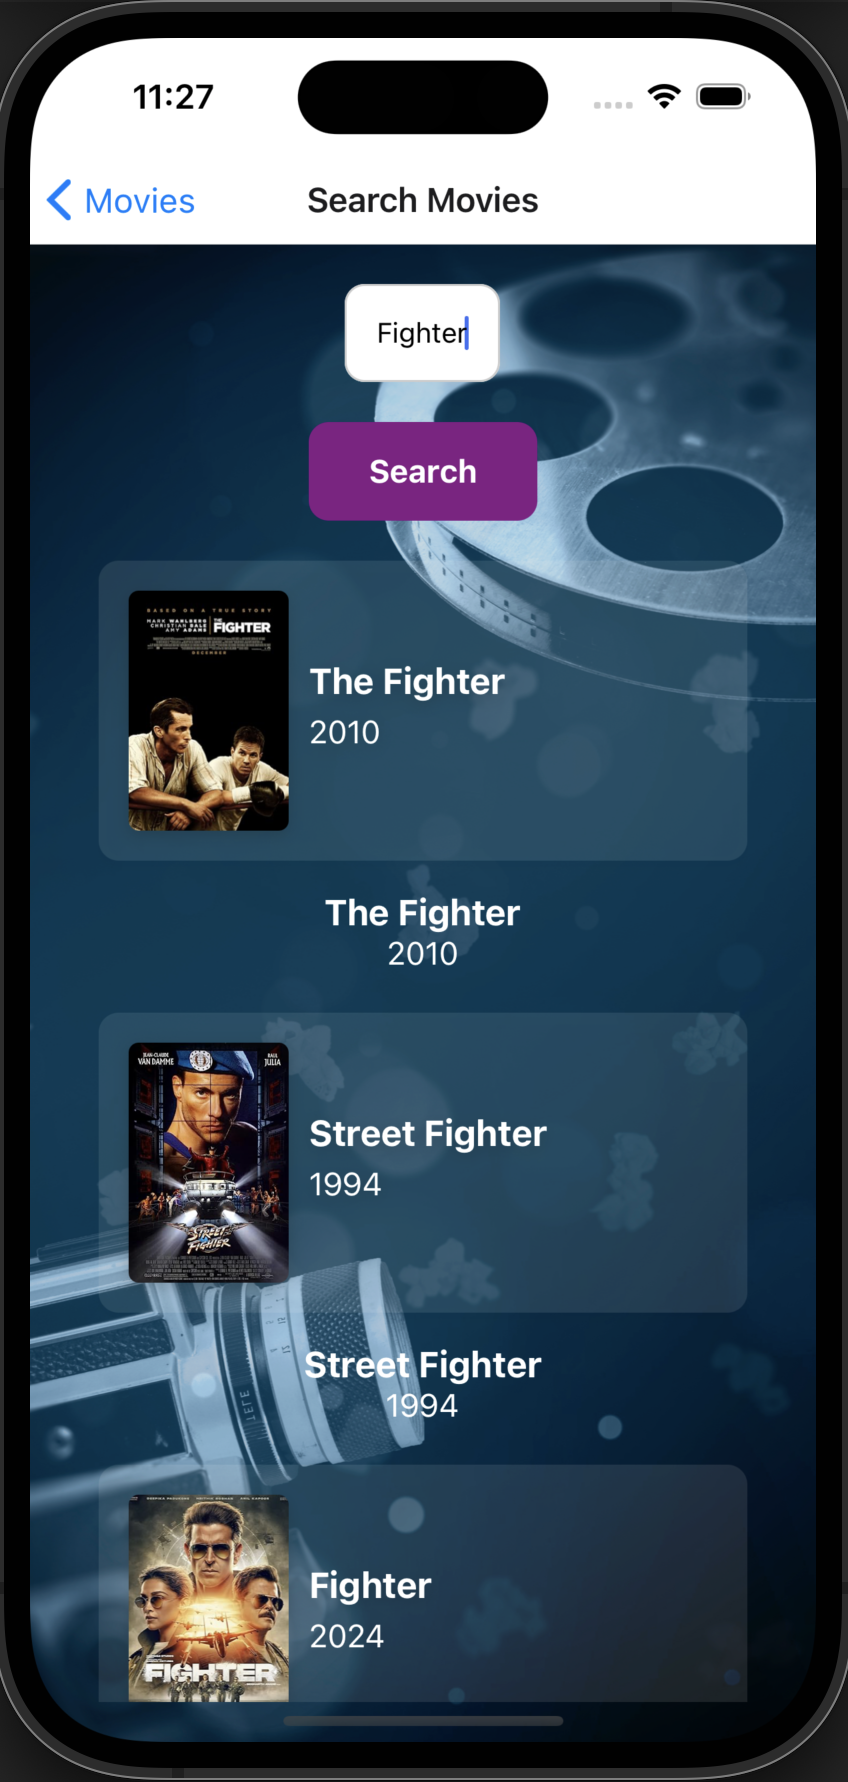 11:27
Movies
Search Movies
Fighter
Search
BASED ON A TRUE STORY
MARK WAHLBERG
CHRISTIAN BALE
AMY ADAMS
THE FIGHTER
DECEMBER
The Fighter
2010
The Fighter
2010
JEAN-CLAUDE
VAN DAMME
RAUL
JULIA
STREET
FIGHTER
Street Fighter
1994
TELE
Street Fighter
1994
FIGHTER
Fighter
2024